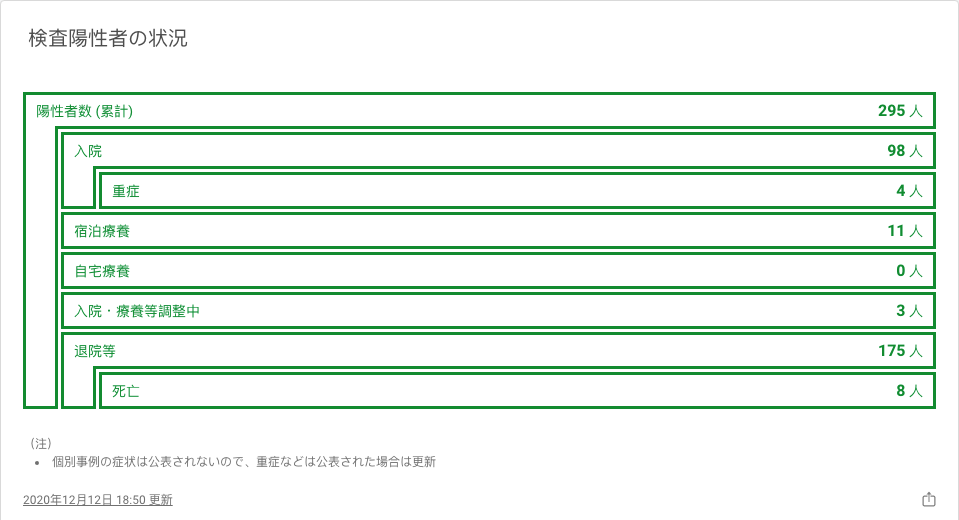 検査陽性者の状況
陽性者数 (累計) 295 人
入院 98 人
重症 4 人
宿泊療養 11 人
自宅療養 0 人
入院・療養等調整中 3 人
退院等 175 人
死亡 8 人
（注）
• 個別事例の症状は公表されないので、重症などは公表された場合は更新
2020年12月12日 18:50 更新